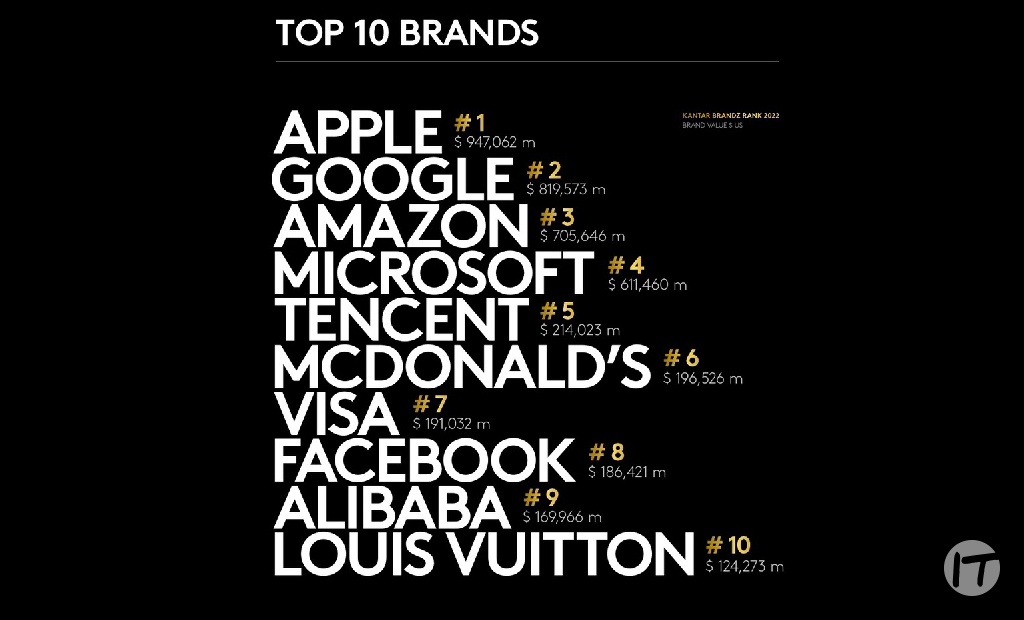 TOP 10 BRANDS
KANTAR BRANDZ RANK 2022
BRAND VALUE $ US
APPLE #1
$ 947,062 m
GOOGLE #2
$ 819,573 m
AMAZON #3
$ 705,646 m
MICROSOFT #4
$ 611,460 m
TENCENT #5
$ 214,023 m
MCDONALD'S #6
$ 196,526 m
VISA #7
$ 191,032 m
FACEBOOK #8
$ 186,421 m
ALIBABA #9
$ 169,966 m
LOUIS VUITTON #10
$ 124,273 m
IT